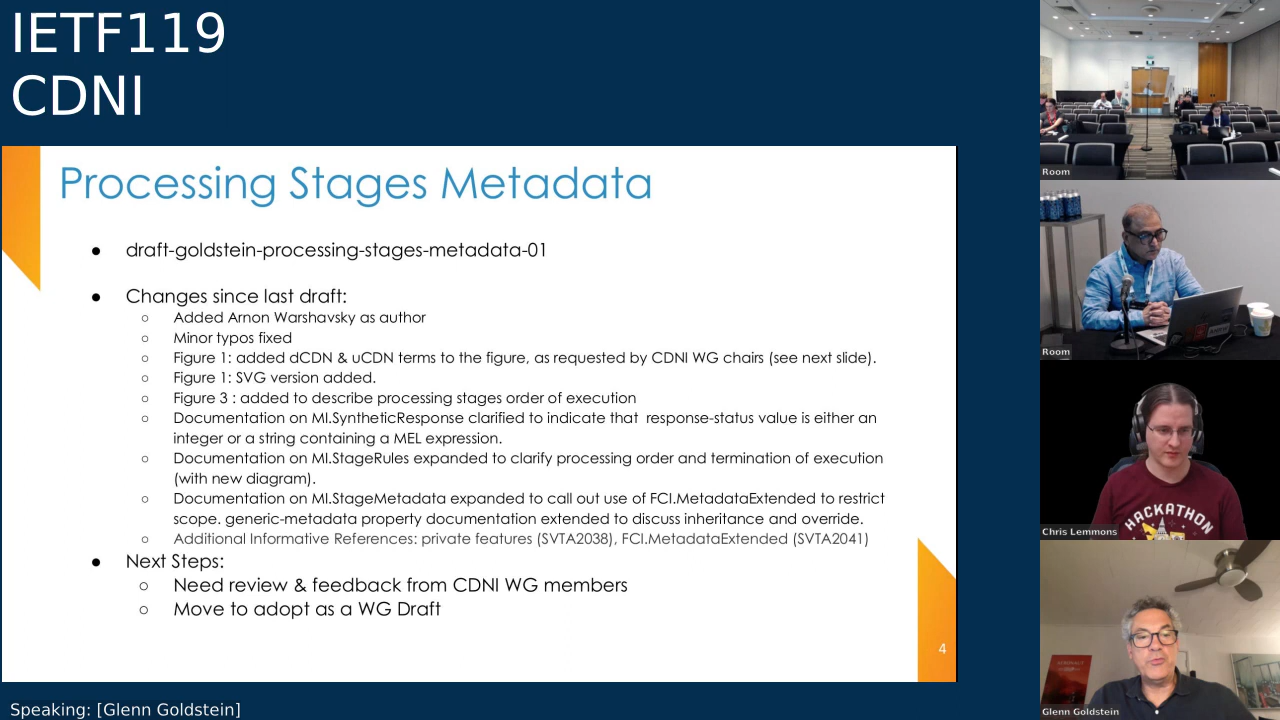 IETF119
CDNI
Processing Stages Metadata
● draft-goldstein-processing-stages-metadata-01
● Changes since last draft:
○ Added Arnon Warshavsky as author
○ Minor typos fixed
○ Figure 1: added dCDN & uCDN terms to the figure, as requested by CDNI WG chairs (see next slide).
○ Figure 1: SVG version added.
○ Figure 3 : added to describe processing stages order of execution
○ Documentation on MI.SyntheticResponse clarified to indicate that response-status value is either an
integer or a string containing a MEL expression.
○ Documentation on MI.StageRules expanded to clarify processing order and termination of execution
(with new diagram).
○ Documentation on MI.StageMetadata expanded to call out use of FCI.MetadataExtended to restrict
scope. generic-metadata property documentation extended to discuss inheritance and override.
○ Additional Informative References: private features (SVTA2038), FCI.MetadataExtended (SVTA2041)
● Next Steps:
○ Need review & feedback from CDNI WG members
○ Move to adopt as a WG Draft
4
Speaking: [Glenn Goldstein]
Room
Room
HACKATHON
Chris Lemmons
Glenn Goldstein